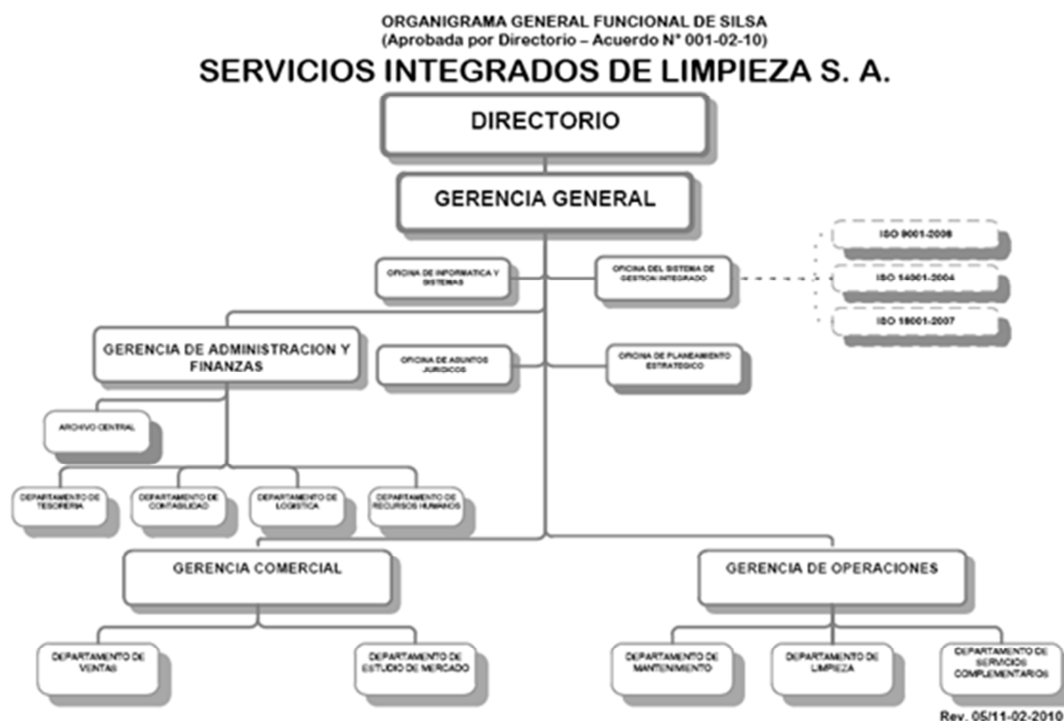 ORGANIGRAMA GENERAL FUNCIONAL DE SILSA
(Aprobada por Directorio – Acuerdo N° 001-02-10)
SERVICIOS INTEGRADOS DE LIMPIEZA S. A.
DIRECTORIO
GERENCIA GENERAL
OFICINA DE INFORMATICA Y
SISTEMAS
OFICINA DEL SISTEMA DE
GESTION INTEGRADO
ISO 9001-2008
ISO 14001-2004
ISO 18001-2007
GERENCIA DE ADMINISTRACION Y
FINANZAS
OFICINA DE ASUNTOS
JURIDICOS
OFICINA DE PLANEAMIENTO
ESTRATEGICO
ARCHIVO CENTRAL
DEPARTAMENTO DE
TESORERIA
DEPARTAMENTO DE
CONTABILIDAD
DEPARTAMENTO DE
LOGISTICA
DEPARTAMENTO DE
RECURSOS HUMANOS
GERENCIA COMERCIAL
GERENCIA DE OPERACIONES
DEPARTAMENTO DE
VENTAS
DEPARTAMENTO DE
ESTUDIO DE MERCADO
DEPARTAMENTO DE
MANTENIMIENTO
DEPARTAMENTO DE
LIMPIEZA
DEPARTAMENTO DE
SERVICIOS
COMPLEMENTARIOS
Rev. 05/11-02-2010